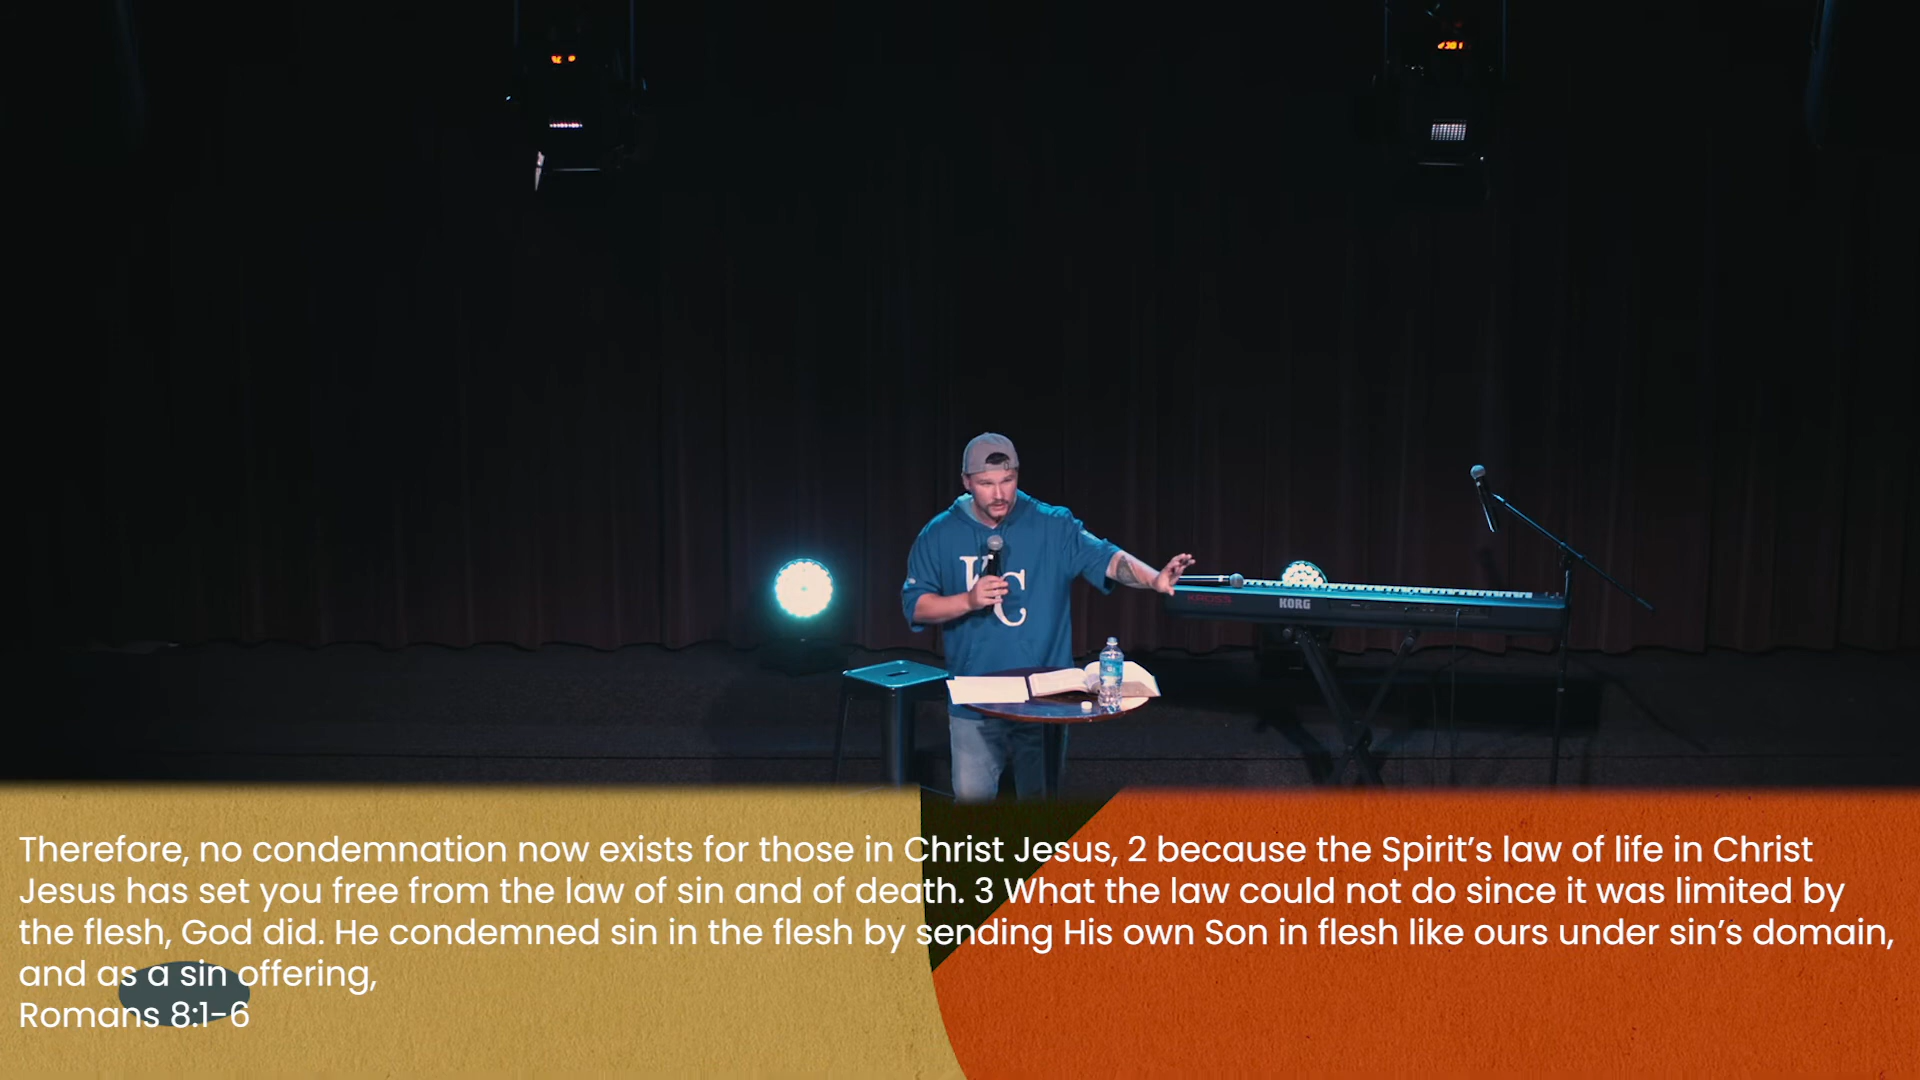 KC
KROSS
KORG
Therefore, no condemnation now exists for those in Christ Jesus, 2 because the Spirit’s law of life in Christ
Jesus has set you free from the law of sin and of death. 3 What the law could not do since it was limited by
the flesh, God did. He condemned sin in the flesh by sending His own Son in flesh like ours under sin’s domain,
and as a sin offering,
Romans 8:1-6